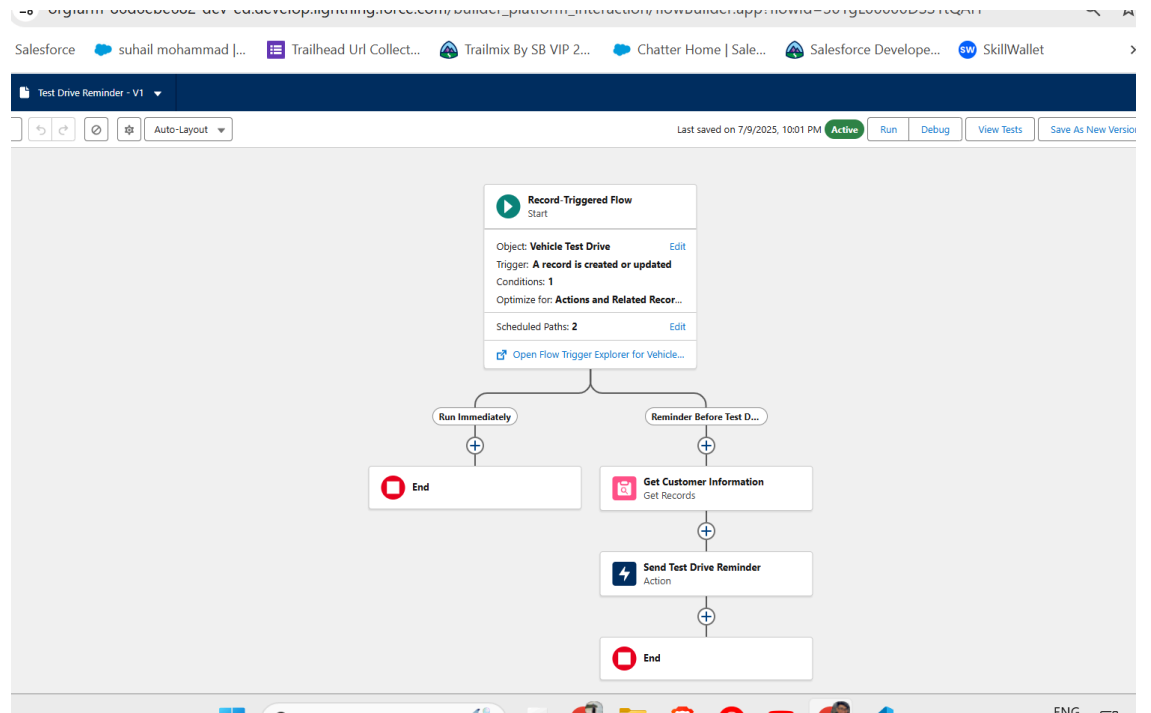 Salesforce suhail mohammad |... Trailhead Url Collect... Trailmix By SB VIP 2... Chatter Home | Sale... Salesforce Develope... SW SkillWallet
Test Drive Reminder - V1
Auto-Layout Last saved on 7/9/2025, 10:01 PM Active Run Debug View Tests Save As New Version
Record-Triggered Flow
Start
Object: Vehicle Test Drive Edit
Trigger: A record is created or updated
Conditions: 1
Optimize for: Actions and Related Recor...
Scheduled Paths: 2 Edit
Open Flow Trigger Explorer for Vehicle...
Run Immediately Reminder Before Test D...
End
Get Customer Information
Get Records
Send Test Drive Reminder
Action
End
ENG